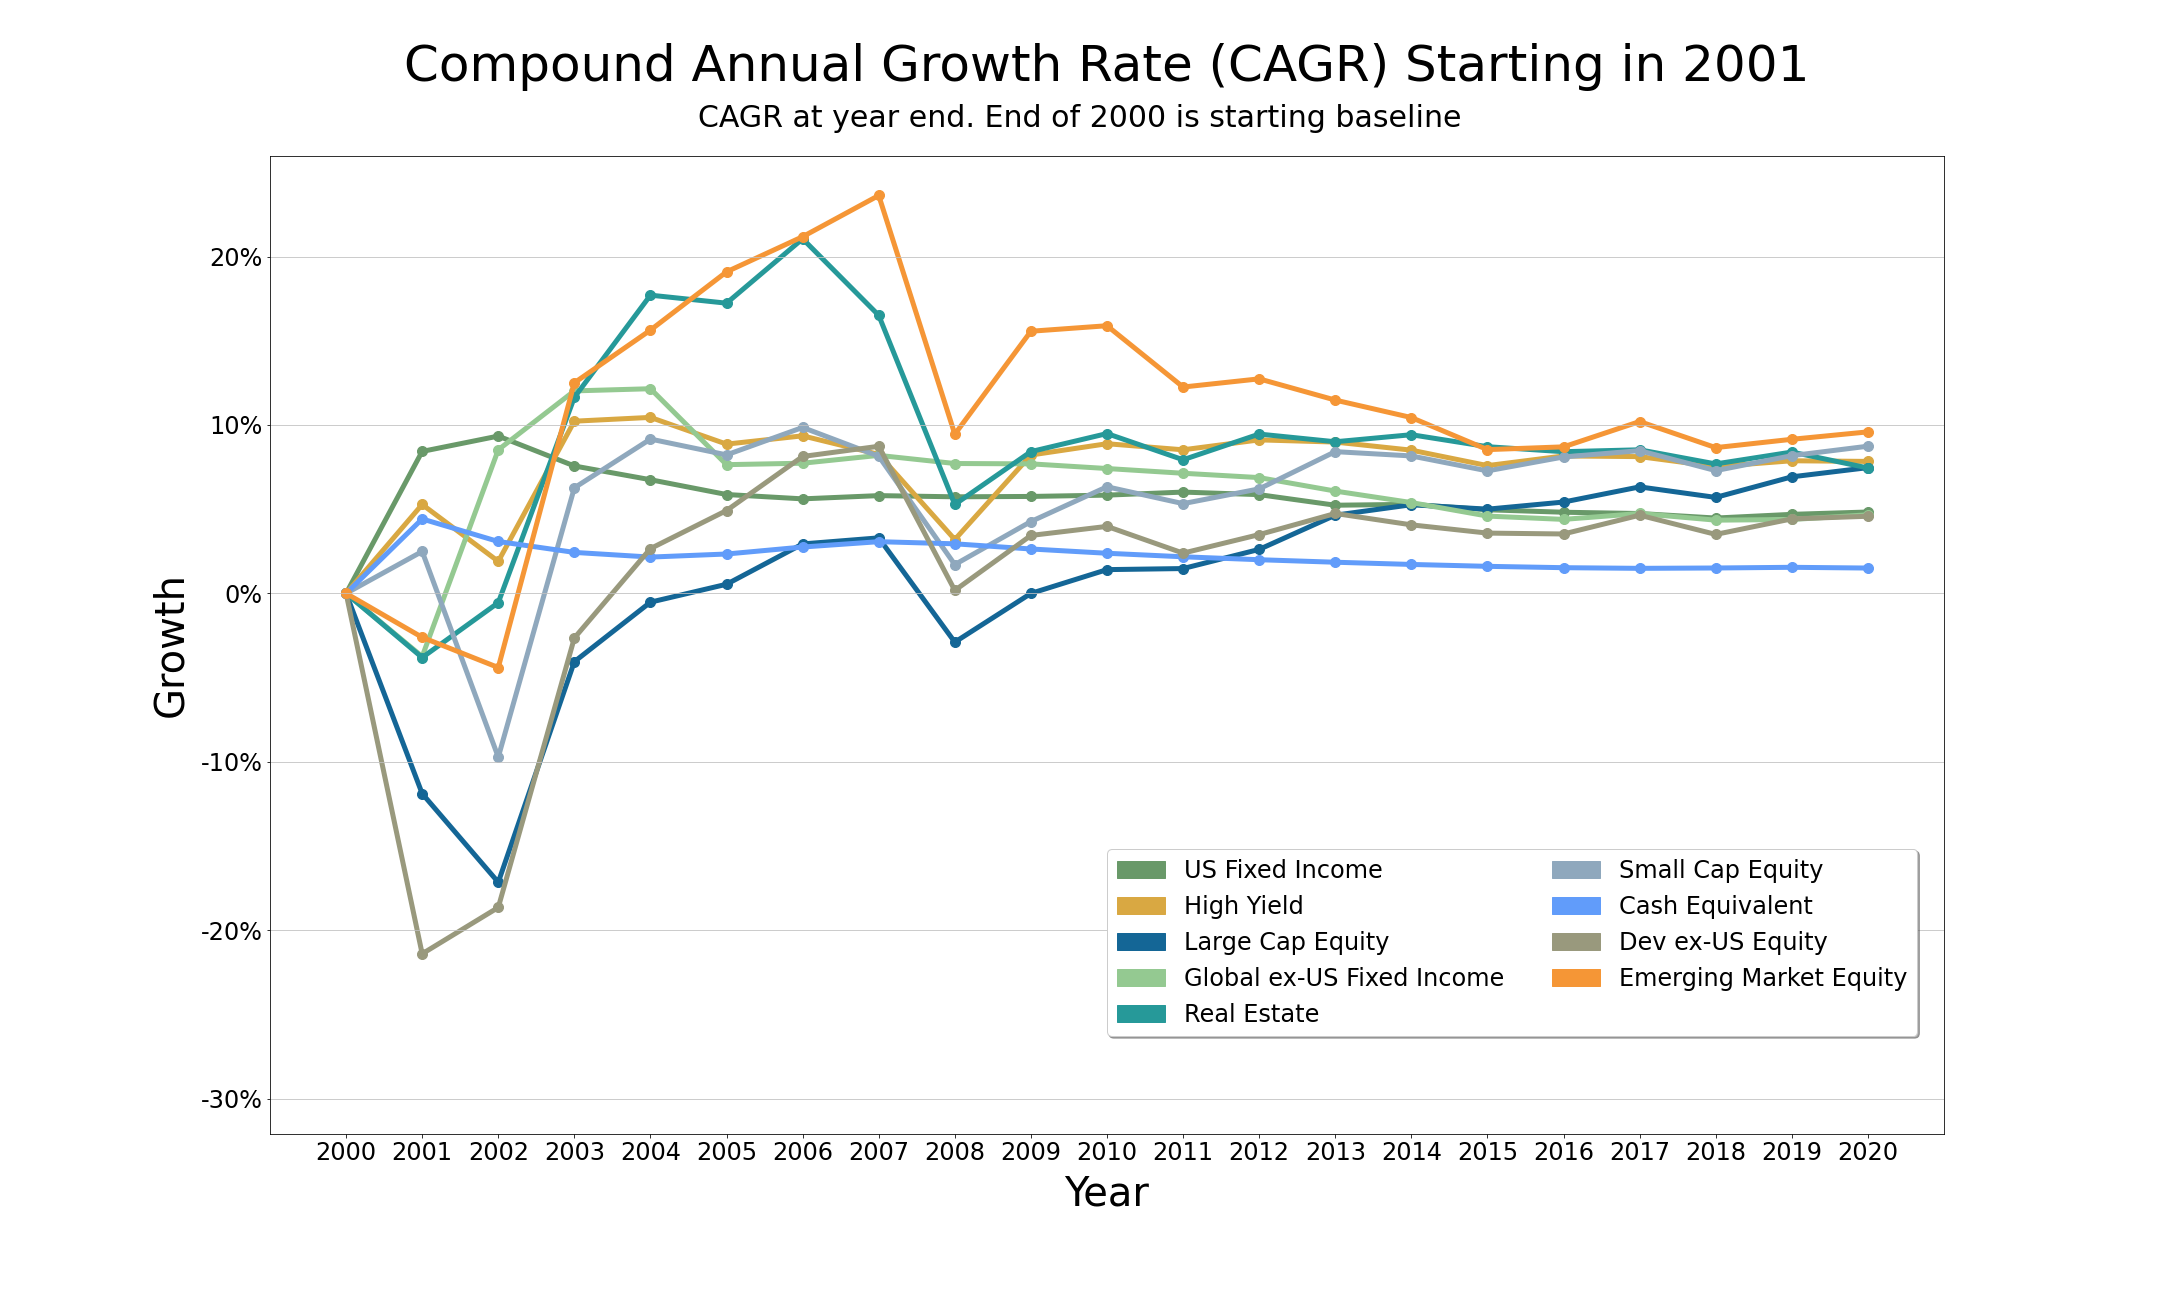 Compound Annual Growth Rate (CAGR) Starting in 2001
CAGR at year end. End of 2000 is starting baseline
Growth
20%
10%
0%
-10%
-20%
-30%
US Fixed Income
High Yield
Large Cap Equity
Global ex-US Fixed Income
Real Estate
Small Cap Equity
Cash Equivalent
Dev ex-US Equity
Emerging Market Equity
2000 2001 2002 2003 2004 2005 2006 2007 2008 2009 2010 2011 2012 2013 2014 2015 2016 2017 2018 2019 2020
Year